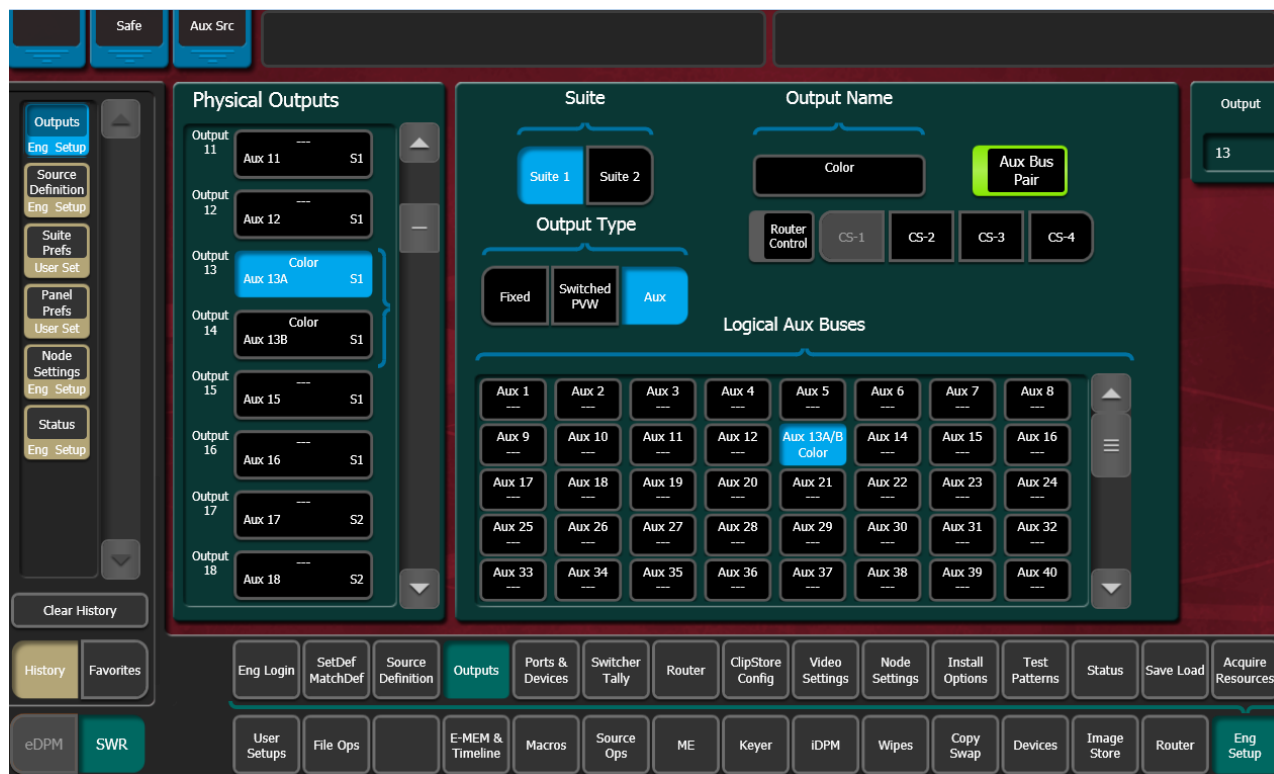 Safe
Aux Src
Outputs
Eng Setup
Source
Definition
Eng Setup
Suite
Prefs
User Set
Panel
Prefs
User Set
Node
Settings
Eng Setup
Status
Eng Setup
Clear History
History
Favorites
eDPM
SWR
Physical Outputs
Output
11
---
Aux 11 S1
Output
12
---
Aux 12 S1
Output
13
Color
Aux 13A S1
Output
14
Color
Aux 13B S1
Output
15
---
Aux 15 S1
Output
16
---
Aux 16 S1
Output
17
---
Aux 17 S2
Output
18
---
Aux 18 S2
Suite
Suite 1
Suite 2
Output Name
Color
Aux Bus
Pair
Output
13
Output Type
Fixed
Switched
PVW
Aux
Router
Control
CS-1
CS-2
CS-3
CS-4
Logical Aux Buses
Aux 1
---
Aux 2
---
Aux 3
---
Aux 4
---
Aux 5
---
Aux 6
---
Aux 7
---
Aux 8
---
Aux 9
---
Aux 10
---
Aux 11
---
Aux 12
---
Aux 13A/B
Color
Aux 14
---
Aux 15
---
Aux 16
---
Aux 17
---
Aux 18
---
Aux 19
---
Aux 20
---
Aux 21
---
Aux 22
---
Aux 23
---
Aux 24
---
Aux 25
---
Aux 26
---
Aux 27
---
Aux 28
---
Aux 29
---
Aux 30
---
Aux 31
---
Aux 32
---
Aux 33
---
Aux 34
---
Aux 35
---
Aux 36
---
Aux 37
---
Aux 38
---
Aux 39
---
Aux 40
---
Eng Login
SetDef
MatchDef
Source
Definition
Outputs
Ports &
Devices
Switcher
Tally
Router
ClipStore
Config
Video
Settings
Node
Settings
Install
Options
Test
Patterns
Status
Save Load
Acquire
Resources
User
Setups
File Ops
E-MEM &
Timeline
Macros
Source
Ops
ME
Keyer
iDPM
Wipes
Copy
Swap
Devices
Image
Store
Router
Eng
Setup